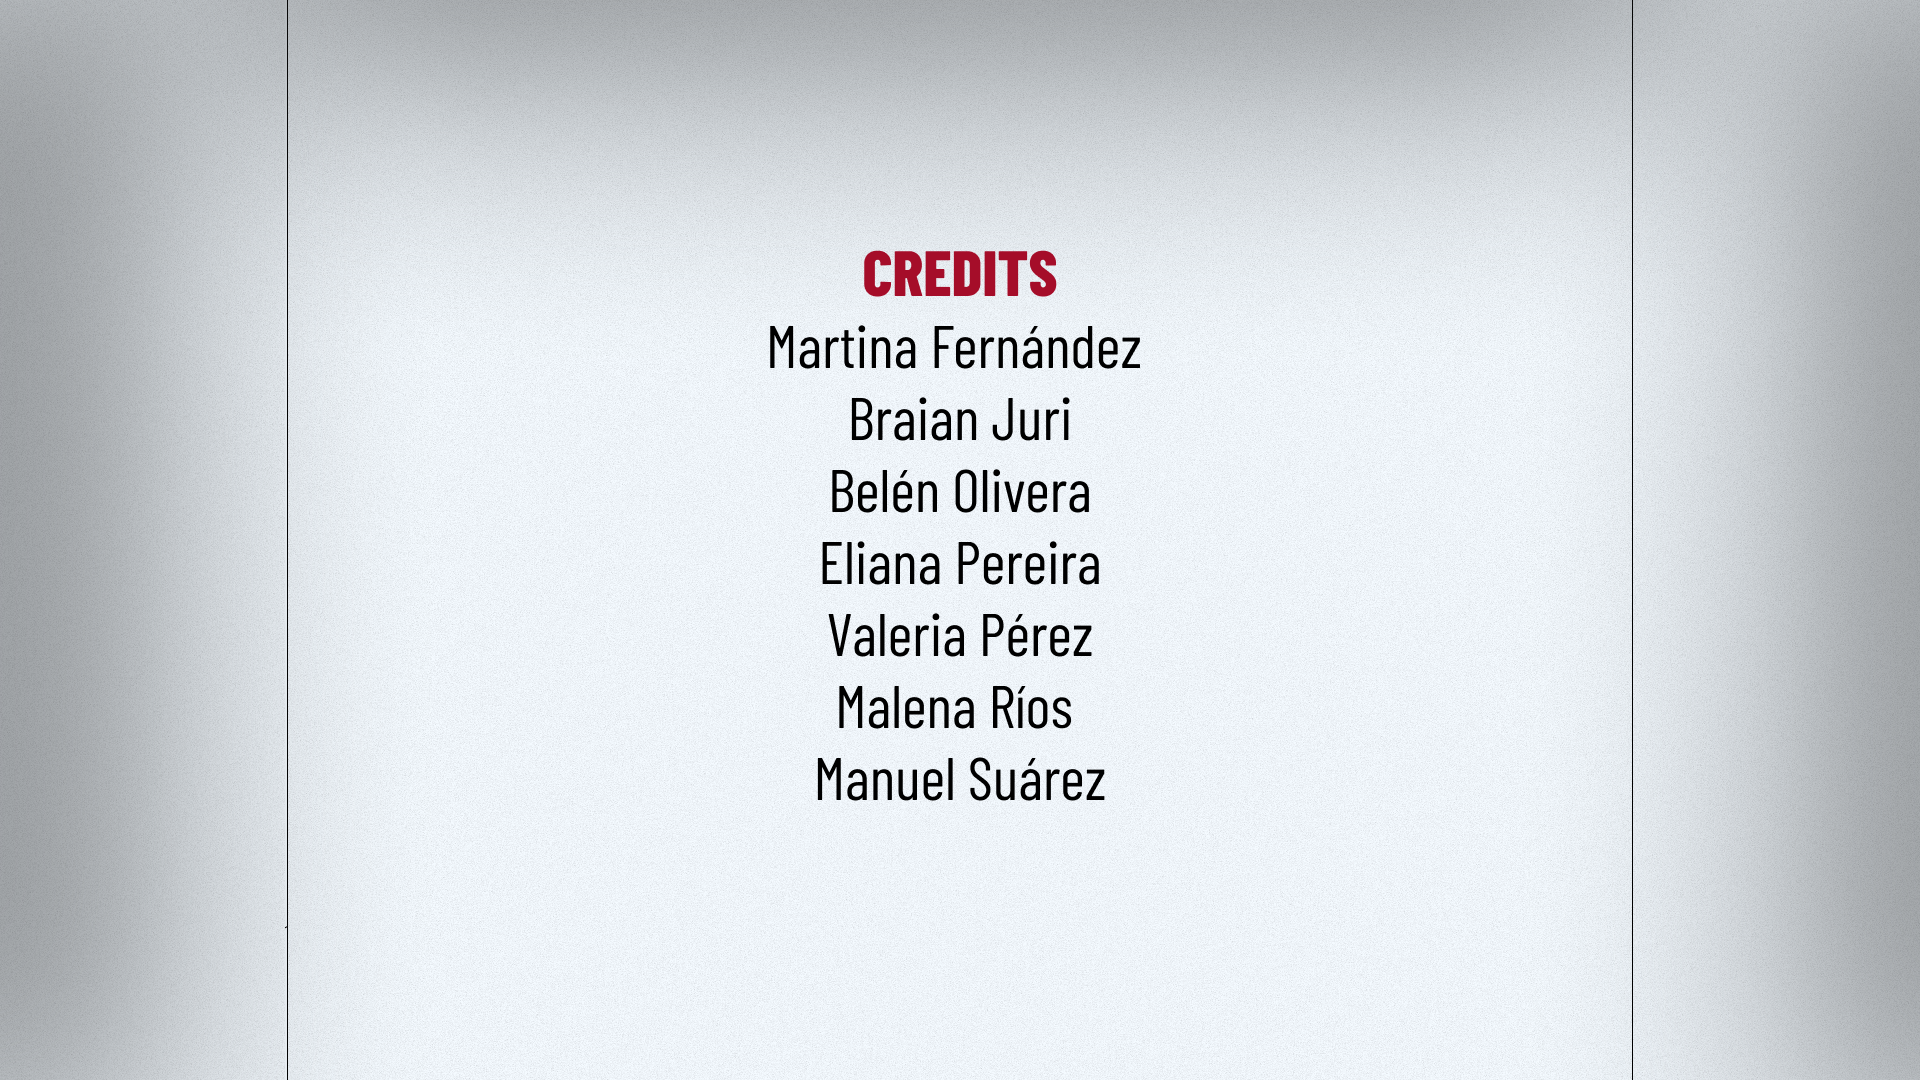 CREDITS
Martina Fernández
Braian Juri
Belén Olivera
Eliana Pereira
Valeria Pérez
Malena Ríos
Manuel Suárez